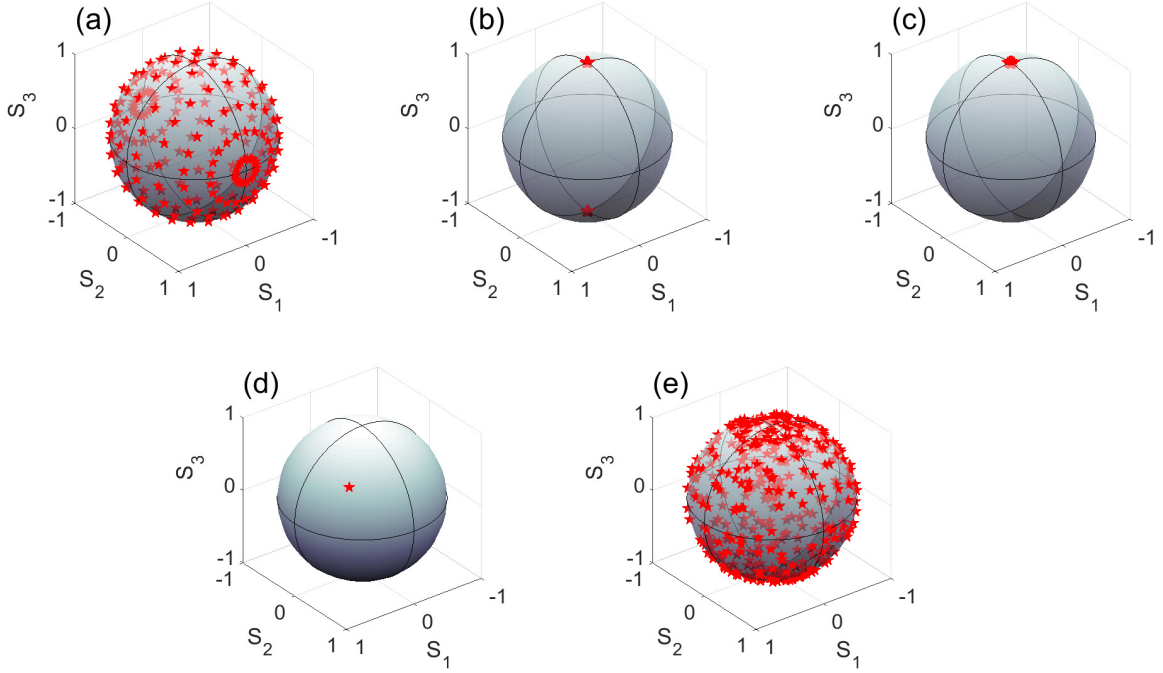 (a) (b) (c)
1 1 1
S3 S3 S3
0 0 0
-1 -1 -1
-1 -1 -1 -1 -1 -1
0 0 0 0 0 0
S2 1 1 S1 S2 1 1 S1 S2 1 1 S1
(d) (e)
1 1
S3 S3
0 0
-1 -1
-1 -1 -1 -1
0 0 0 0
S2 1 1 S1 S2 1 1 S1